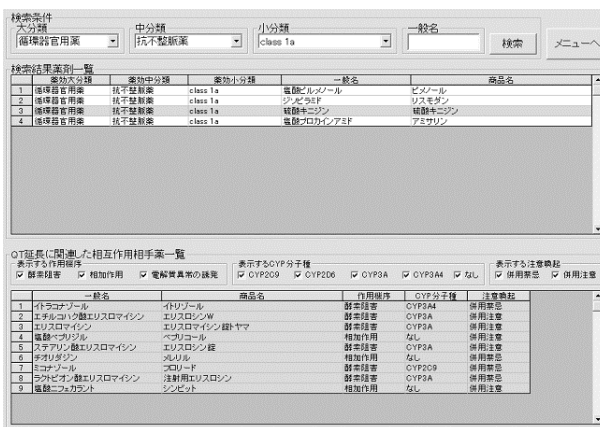 検索条件
大分類 中分類 小分類 一般名
循環器官用薬 抗不整脈薬 class 1a 検索 メニューへ
検索結果薬剤一覧
薬効大分類 薬効中分類 薬効小分類 一般名 商品名
1 循環器官用薬 抗不整脈薬 class 1a 塩酸ピルメノール ピメノール
2 循環器官用薬 抗不整脈薬 class 1a ジソピラミド リスモダン
3 循環器官用薬 抗不整脈薬 class 1a 硫酸キニジン 硫酸キニジン
4 循環器官用薬 抗不整脈薬 class 1a 塩酸プロカインアミド アミサリン
QT延長に関連した相互作用相手薬一覧
表示する作用機序 表示するCYP分子種 表示する注意喚起
酵素阻害 相加作用 電解質異常の誘発 CYP2C9 CYP2D6 CYP3A CYP3A4 なし 併用禁忌 併用注意
一般名 商品名 作用機序 CYP分子種 注意喚起
1 イトラコナゾール イトリゾール 酵素阻害 CYP3A4 併用禁忌
2 エチルコハク酸エリスロマイシン エリスロシンW 酵素阻害 CYP3A 併用注意
3 エリスロマイシン エリスロマイシン錠トヤマ 酵素阻害 CYP3A 併用注意
4 塩酸ベプリジル ベプリコール 相加作用 なし 併用注意
5 ステアリン酸エリスロマイシン エリスロシン錠 酵素阻害 CYP3A 併用注意
6 チオリダジン メレリル 相加作用 なし 併用禁忌
7 ミコナゾール フロリード 酵素阻害 CYP2C9 併用禁忌
8 ラクトビオン酸エリスロマイシン 注射用エリスロシン 酵素阻害 CYP3A 併用注意
9 塩酸ニフェカラント シンビット 相加作用 なし 併用注意